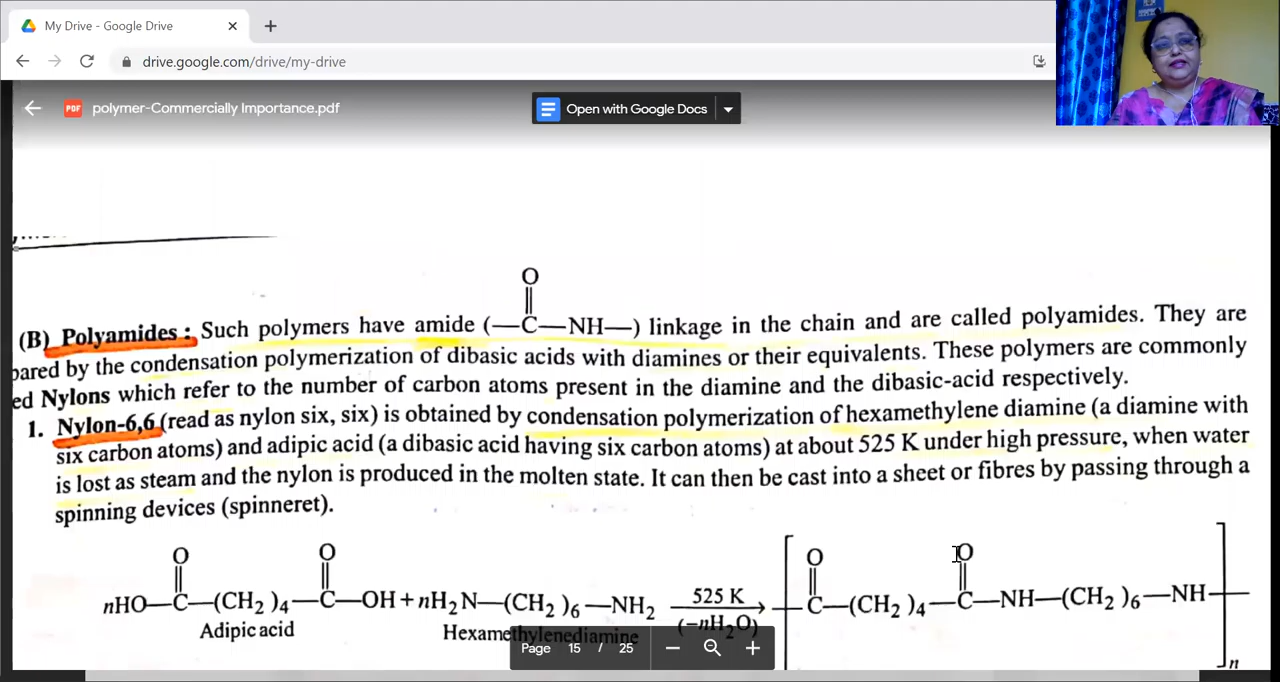 My Drive - Google Drive
drive.google.com/drive/my-drive
PDF polymer-Commercially Importance.pdf
Open with Google Docs
O
||
(B) Polyamides : Such polymers have amide (—C—NH—) linkage in the chain and are called polyamides. They are
pared by the condensation polymerization of dibasic acids with diamines or their equivalents. These polymers are commonly
ed Nylons which refer to the number of carbon atoms present in the diamine and the dibasic-acid respectively.
1. Nylon-6,6 (read as nylon six, six) is obtained by condensation polymerization of hexamethylene diamine (a diamine with
six carbon atoms) and adipic acid (a dibasic acid having six carbon atoms) at about 525 K under high pressure, when water
is lost as steam and the nylon is produced in the molten state. It can then be cast into a sheet or fibres by passing through a
spinning devices (spinneret).
O O O O
|| || || ||
nHO—C—(CH2)4—C—OH + nH2N—(CH2)6—NH2 525 K (–nH2O) → [—C—(CH2)4—C—NH—(CH2)6—NH—]n
Adipic acid Hexamethylenediamine
Page 15 / 25